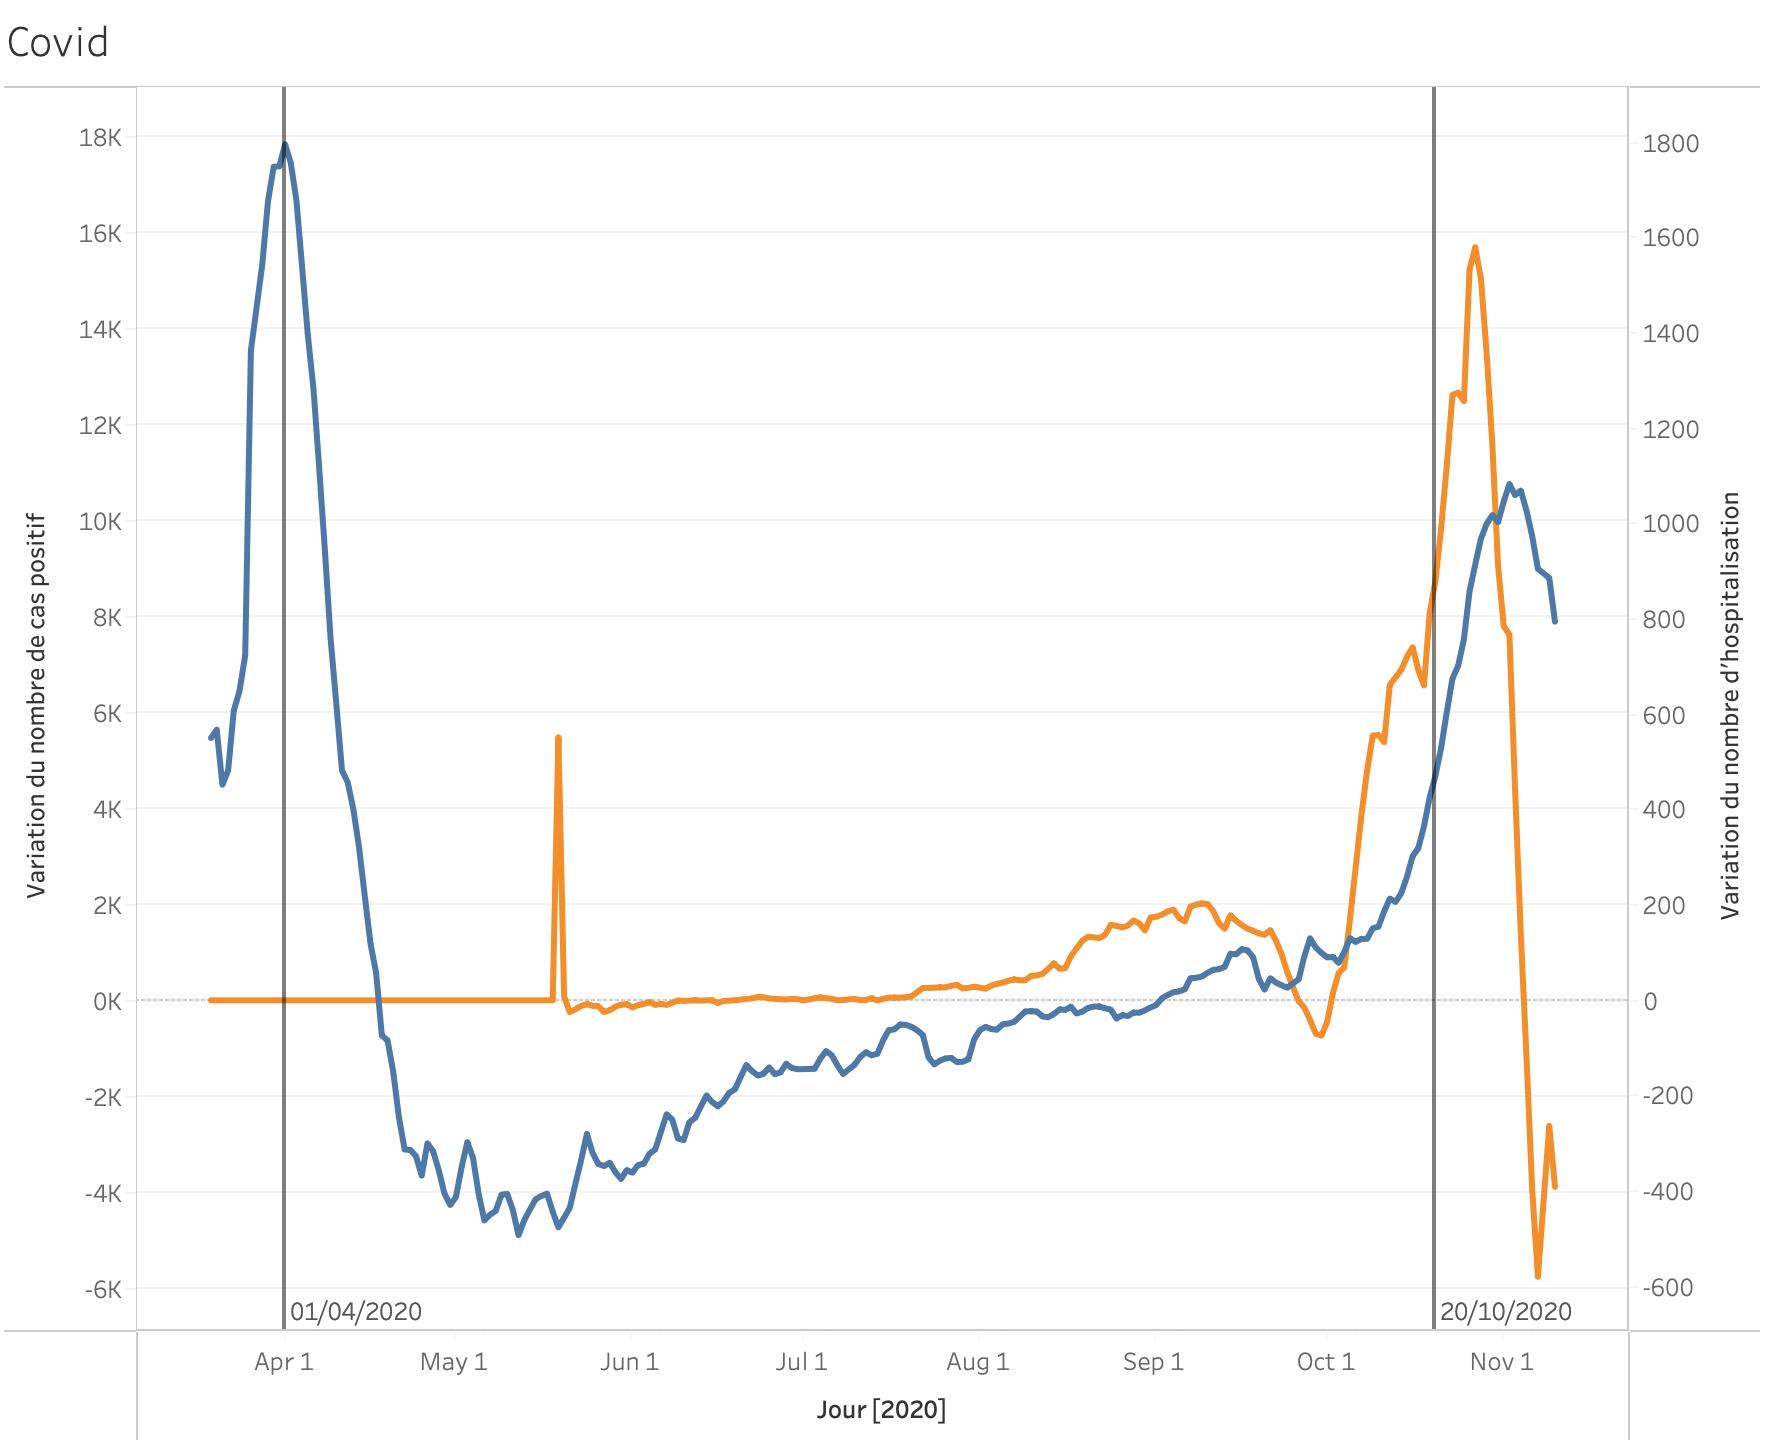 Covid
18K
16K
14K
12K
10K
8K
6K
4K
2K
0K
-2K
-4K
-6K
Variation du nombre de cas positif
1800
1600
1400
1200
1000
800
600
400
200
0
-200
-400
-600
Variation du nombre d'hospitalisation
01/04/2020
20/10/2020
Apr 1 May 1 Jun 1 Jul 1 Aug 1 Sep 1 Oct 1 Nov 1
Jour [2020]